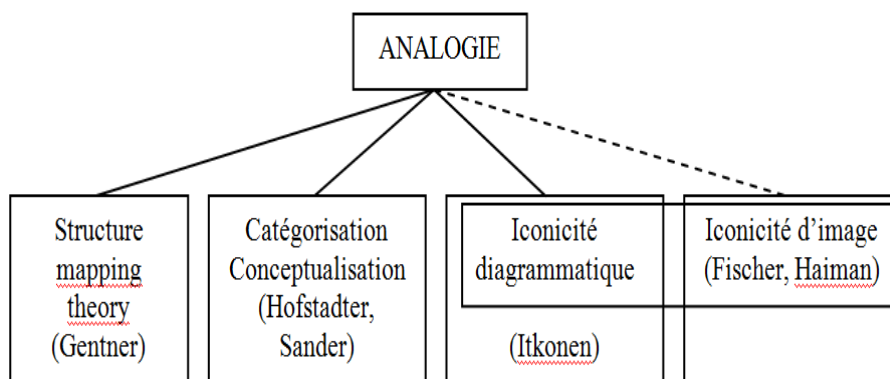 ANALOGIE
Structure
mapping
theory
(Gentner)
Catégorisation
Conceptualisation
(Hofstadter,
Sander)
Iconicité
diagrammatique
(Itkonen)
Iconicité d’image
(Fischer, Haiman)